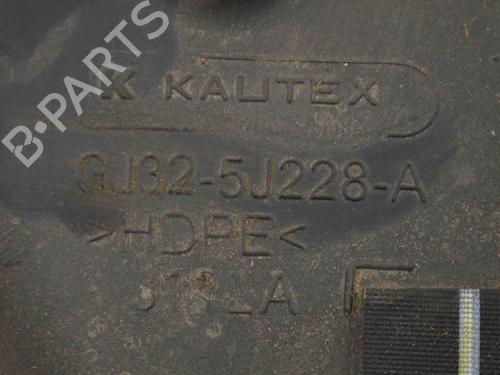 K KAUTEX
GJ32-5J228-A
>HDPE<
B-PARTS